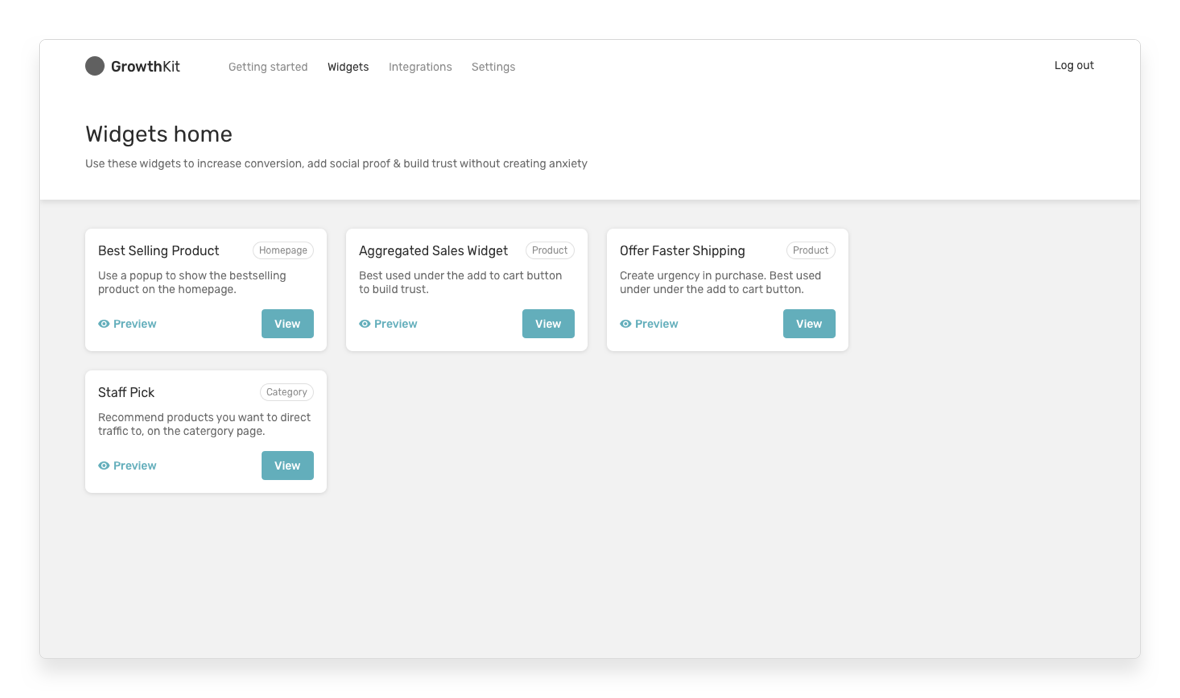 GrowthKit Getting started Widgets Integrations Settings Log out
Widgets home
Use these widgets to increase conversion, add social proof & build trust without creating anxiety
Best Selling Product Homepage
Use a popup to show the bestselling
product on the homepage.
Preview View
Aggregated Sales Widget Product
Best used under the add to cart button
to build trust.
Preview View
Offer Faster Shipping Product
Create urgency in purchase. Best used
under under the add to cart button.
Preview View
Staff Pick Category
Recommend products you want to direct
traffic to, on the catergory page.
Preview View